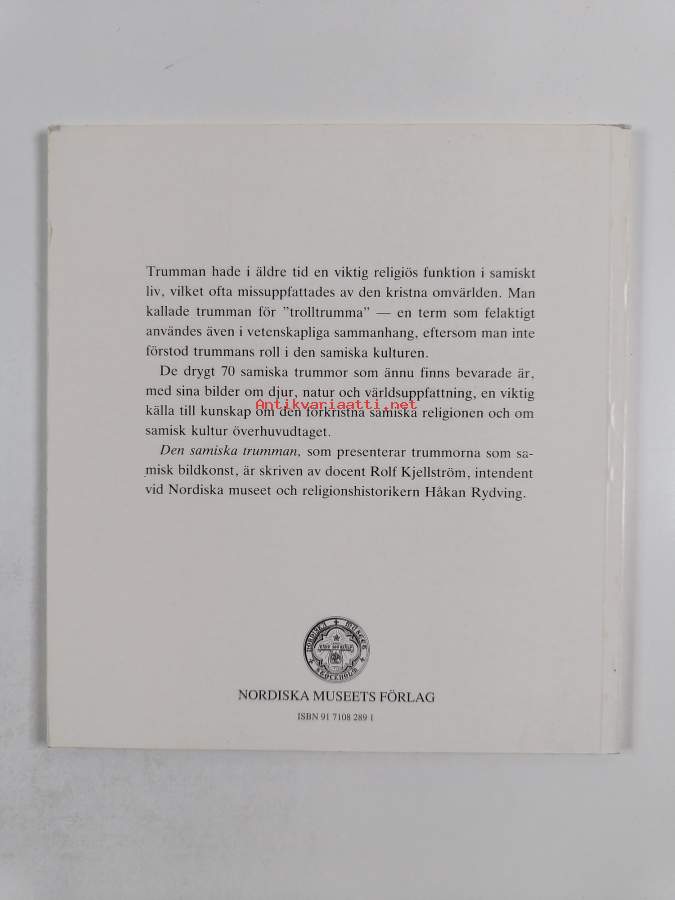 Trumman hade i äldre tid en viktig religiös funktion i samiskt
liv, vilket ofta missuppfattades av den kristna omvärlden. Man
kallade trumman för ”trolltrumma” — en term som felaktigt
användes även i vetenskapliga sammanhang, eftersom man inte
förstod trummans roll i den samiska kulturen.
De drygt 70 samiska trummor som ännu finns bevarade är,
med sina bilder om djur, natur och världsuppfattning, en viktig
Antikvariaatti.net
källa till kunskap om den förkristna samiska religionen och om
samisk kultur överhuvudtaget.
Den samiska trumman, som presenterar trummorna som sa-
misk bildkonst, är skriven av docent Rolf Kjellström, intendent
vid Nordiska museet och religionshistorikern Håkan Rydving.
NORDISKA MUSEET
STOCKHOLM
NORDISKA MUSEETS FÖRLAG
ISBN 91 7108 289 1